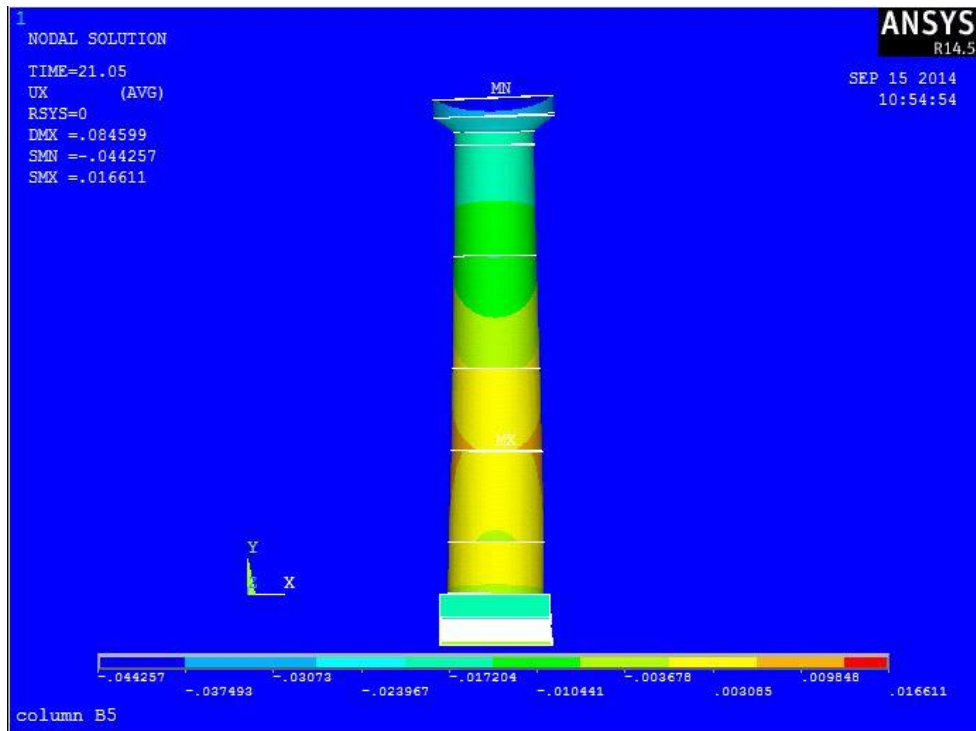 1
NODAL SOLUTION
TIME=21.05
UX (AVG)
RSYS=0
DMX =.084599
SMN =-.044257
SMX =.016611
ANSYS
R14.5
SEP 15 2014
10:54:54
MN
MX
Y
X
-.044257 -.03073 -.017204 -.003678 .009848
-.037493 -.023967 -.010441 .003085 .016611
column B5